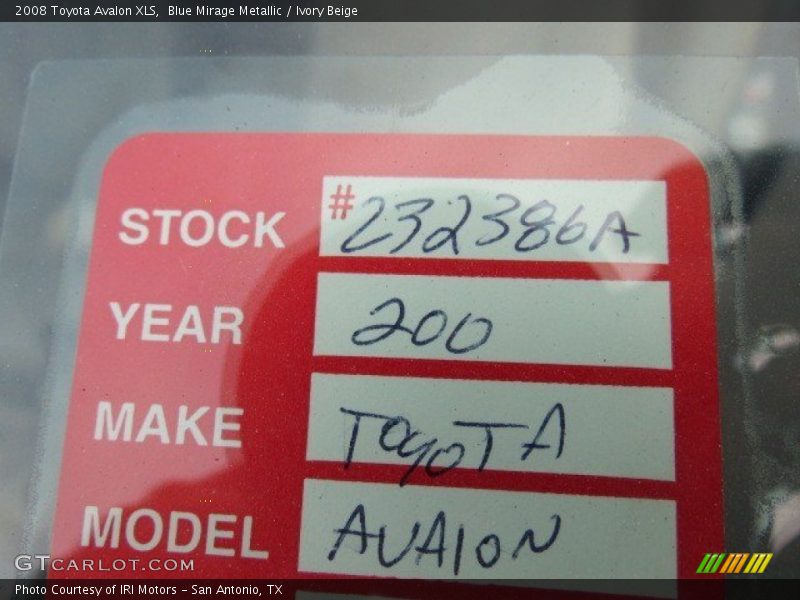 2008 Toyota Avalon XLS,  Blue Mirage Metallic / Ivory Beige
STOCK #232386A
YEAR 200
MAKE TOYOTA
MODEL AVALON
GTCARLOT.COM
Photo Courtesy of IRI Motors – San Antonio, TX